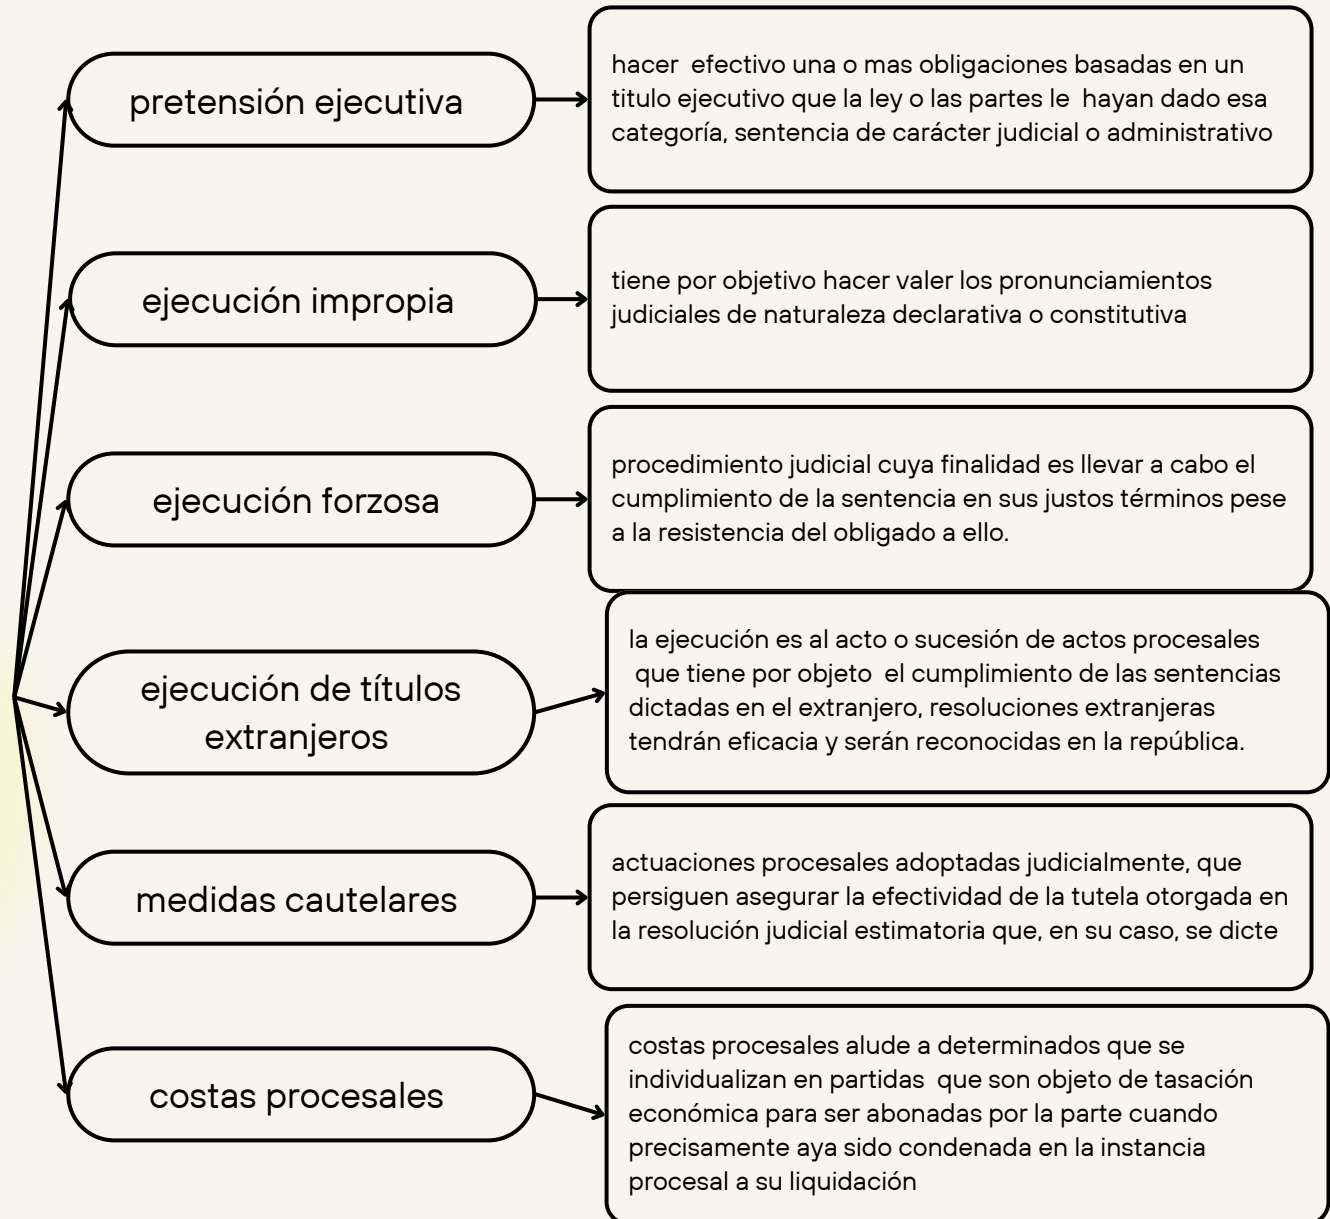 pretensión ejecutiva
hacer  efectivo una o mas obligaciones basadas en un
titulo ejecutivo que la ley o las partes le  hayan dado esa
categoría, sentencia de carácter judicial o administrativo
ejecución impropia
tiene por objetivo hacer valer los pronunciamientos
judiciales de naturaleza declarativa o constitutiva
ejecución forzosa
procedimiento judicial cuya finalidad es llevar a cabo el
cumplimiento de la sentencia en sus justos términos pese
a la resistencia del obligado a ello.
ejecución de títulos
extranjeros
la ejecución es al acto o sucesión de actos procesales
que tiene por objeto  el cumplimiento de las sentencias
dictadas en el extranjero, resoluciones extranjeras
tendrán eficacia y serán reconocidas en la república.
medidas cautelares
actuaciones procesales adoptadas judicialmente, que
persiguen asegurar la efectividad de la tutela otorgada en
la resolución judicial estimatoria que, en su caso, se dicte
costas procesales
costas procesales alude a determinados que se
individualizan en partidas  que son objeto de tasación
económica para ser abonadas por la parte cuando
precisamente aya sido condenada en la instancia
procesal a su liquidación